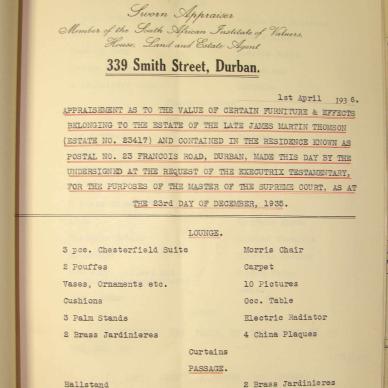 Sworn Appraiser
Member of the South African Institute of Valuers,
House, Land and Estate Agent
339 Smith Street, Durban.
1st April 1936.
APPRAISEMENT AS TO THE VALUE OF CERTAIN FURNITURE & EFFECTS
BELONGING TO THE ESTATE OF THE LATE JAMES MARTIN THOMSON
(ESTATE NO. 23417) AND CONTAINED IN THE RESIDENCE KNOWN AS
POSTAL NO. 23 FRANCOIS ROAD, DURBAN, MADE THIS DAY BY THE
UNDERSIGNED AT THE REQUEST OF THE EXECUTRIX TESTAMENTARY,
FOR THE PURPOSES OF THE MASTER OF THE SUPREME COURT, AS AT
THE 23rd DAY OF DECEMBER, 1935.
LOUNGE.
3 pce. Chesterfield Suite Morris Chair
2 Pouffes Carpet
Vases, Ornaments etc. 10 Pictures
Cushions Occ. Table
3 Palm Stands Electric Radiator
2 Brass Jardinieres 4 China Plaques
Curtains
PASSAGE.
Hallstand 2 Brass Jardinieres